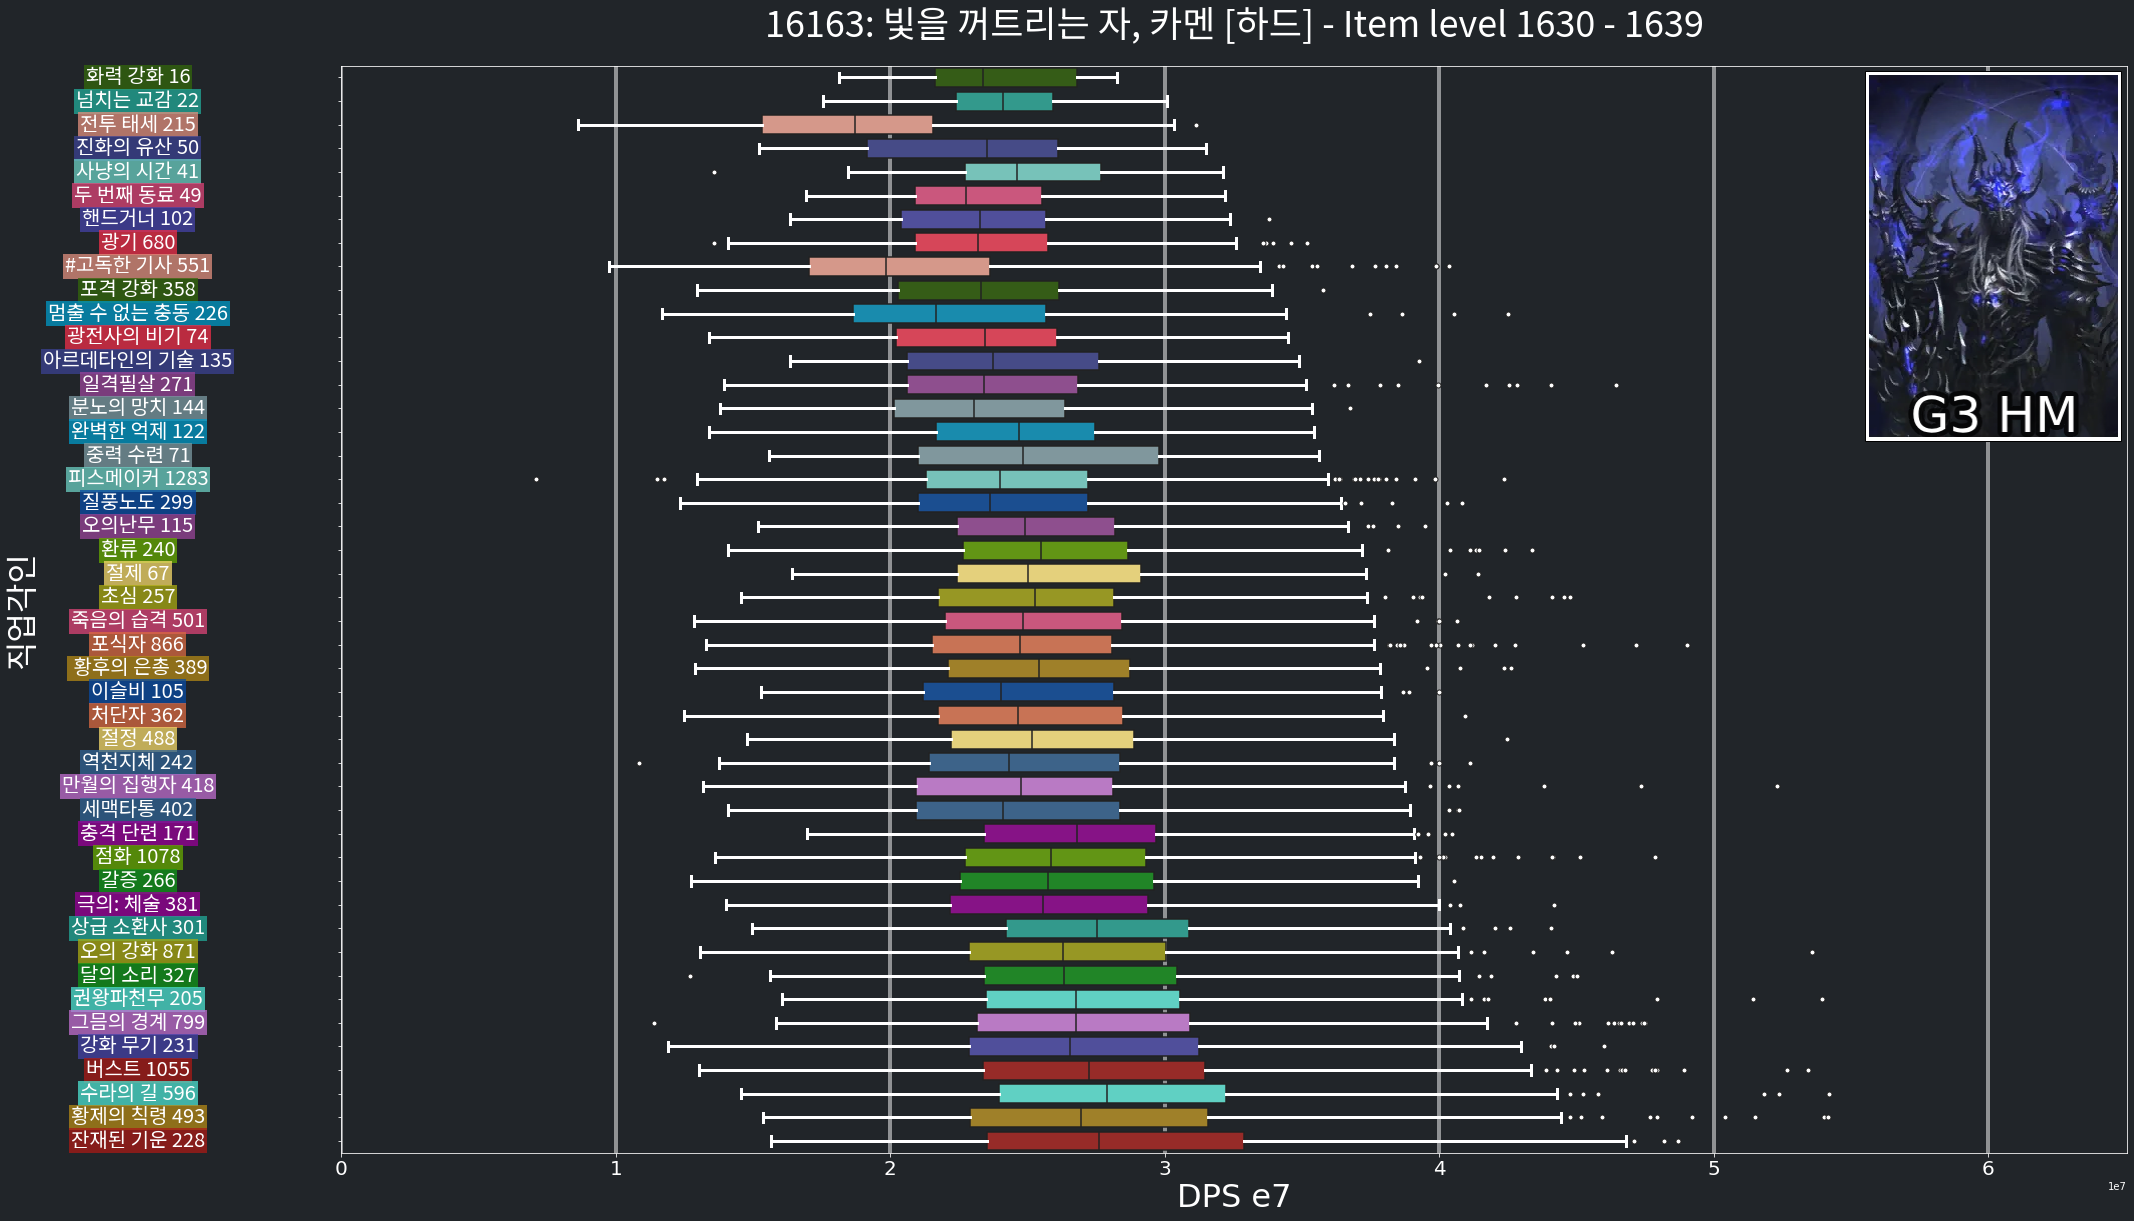 16163: 빛을 꺼트리는 자, 카멘 [하드] - Item level 1630 - 1639
화력 강화 16
넘치는 교감 22
전투 태세 215
진화의 유산 50
사냥의 시간 41
두 번째 동료 49
핸드거너 102
광기 680
#고독한 기사 551
포격 강화 358
멈출 수 없는 충동 226
광전사의 비기 74
아르데타인의 기술 135
일격필살 271
분노의 망치 144
완벽한 억제 122
중력 수련 71
피스메이커 1283
질풍노도 299
오의난무 115
환류 240
절제 67
초심 257
죽음의 습격 501
포식자 866
황후의 은총 389
이슬비 105
처단자 362
절정 488
역천지체 242
만월의 집행자 418
세맥타통 402
충격 단련 171
점화 1078
갈증 266
극의: 체술 381
상급 소환사 301
오의 강화 871
달의 소리 327
권왕파천무 205
그믐의 경계 799
강화 무기 231
버스트 1055
수라의 길 596
황제의 칙령 493
잔재된 기운 228
직업각인
G3 HM
0 1 2 3 4 5 6
DPS e7
1e7